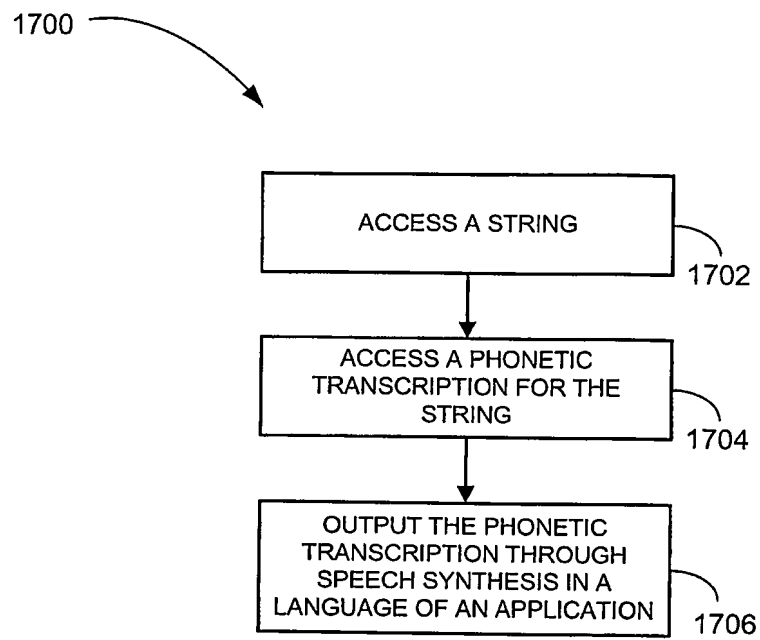 1700
ACCESS A STRING
1702
ACCESS A PHONETIC
TRANSCRIPTION FOR THE
STRING
1704
OUTPUT THE PHONETIC
TRANSCRIPTION THROUGH
SPEECH SYNTHESIS IN A
LANGUAGE OF AN APPLICATION
1706